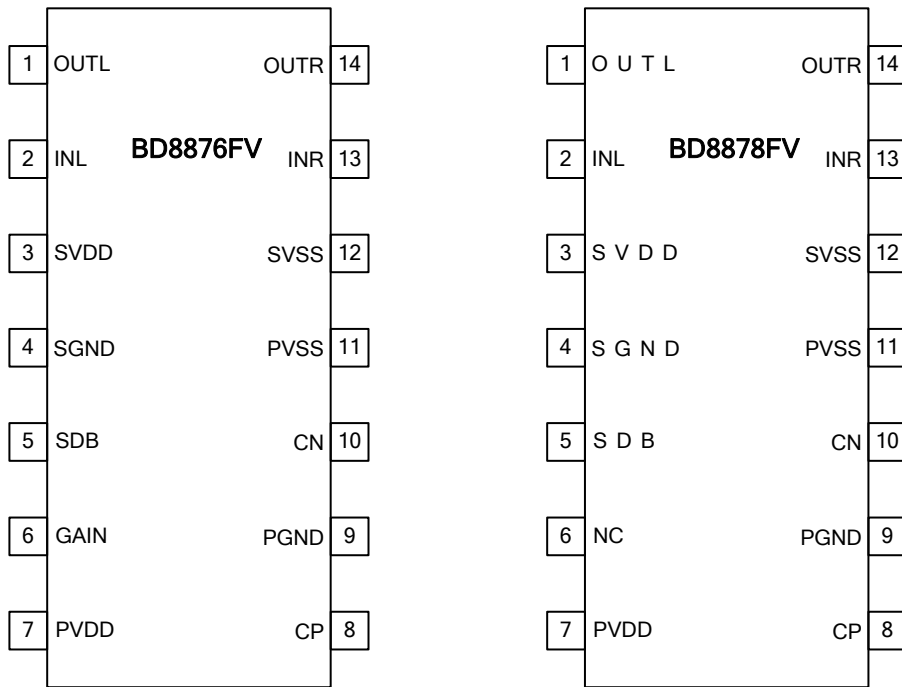 1 OUTL OUTR 14 1 O U T L OUTR 14
BD8876FV BD8878FV
2 INL INR 13 2 INL INR 13
3 SVDD SVSS 12 3 S V D D SVSS 12
4 SGND PVSS 11 4 S G N D PVSS 11
5 SDB CN 10 5 S D B CN 10
6 GAIN PGND 9 6 NC PGND 9
7 PVDD CP 8 7 PVDD CP 8